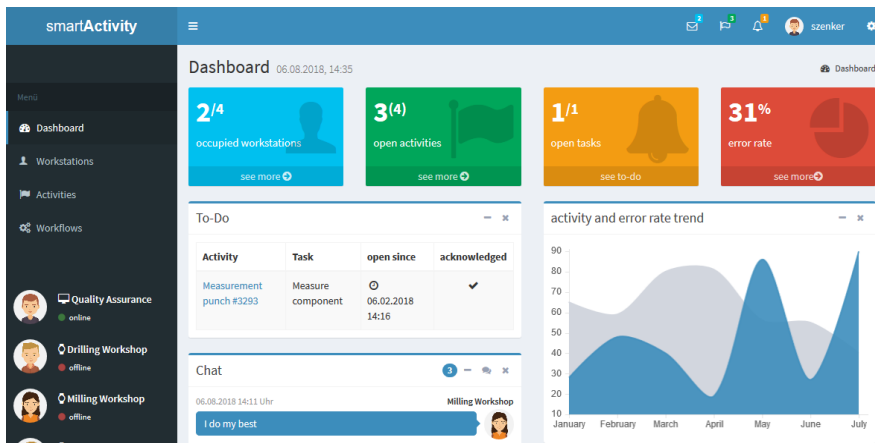 smartActivity
2
3
1
szenker
Dashboard 06.08.2018, 14:35
Dashboard
Menü
Dashboard
Workstations
Activities
Workflows
Quality Assurance
online
Drilling Workshop
offline
Milling Workshop
offline
2/4
occupied workstations
see more
3(4)
open activities
see more
1/1
open tasks
see to-do
31%
error rate
see more
To-Do
Activity Task open since acknowledged
Measurement Measure
punch #3293 component 06.02.2018
14:16
Chat 3
06.08.2018 14:11 Uhr Milling Workshop
I do my best
activity and error rate trend
90
80
70
60
50
40
30
20
10
January February March April May June July